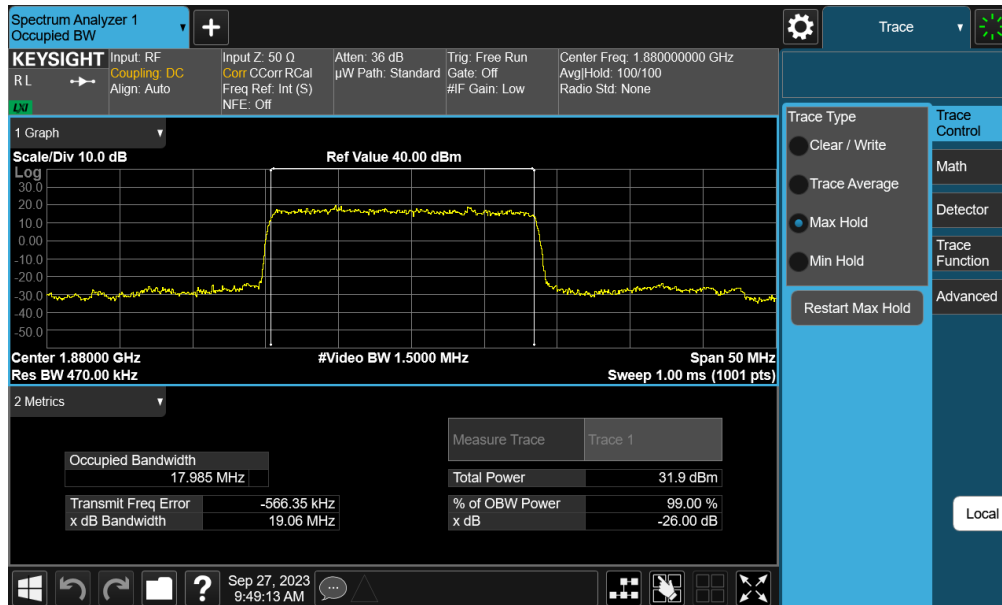 Spectrum Analyzer 1
Occupied BW
+
Trace
KEYSIGHT
R L
LXI
Input: RF
Coupling: DC
Align: Auto
Input Z: 50 Ω
Corr CCorr RCal
Freq Ref: Int (S)
NFE: Off
Atten: 36 dB
µW Path: Standard
Trig: Free Run
Gate: Off
#IF Gain: Low
Center Freq: 1.880000000 GHz
Avg|Hold: 100/100
Radio Std: None
1 Graph
Scale/Div 10.0 dB
Ref Value 40.00 dBm
Log
30.0
20.0
10.0
0.00
-10.0
-20.0
-30.0
-40.0
-50.0
Center 1.88000 GHz
#Video BW 1.5000 MHz
Span 50 MHz
Res BW 470.00 kHz
Sweep 1.00 ms (1001 pts)
2 Metrics
Measure Trace
Trace 1
Occupied Bandwidth
17.985 MHz
Total Power
31.9 dBm
Transmit Freq Error
-566.35 kHz
% of OBW Power
99.00 %
x dB Bandwidth
19.06 MHz
x dB
-26.00 dB
Trace Type
Clear / Write
Trace Average
Max Hold
Min Hold
Restart Max Hold
Trace
Control
Math
Detector
Trace
Function
Advanced
Local
?
Sep 27, 2023
9:49:13 AM